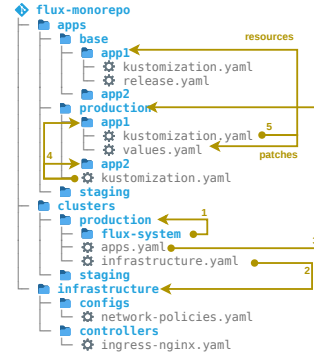 flux-monorepo
apps
base
resources
app1
kustomization.yaml
release.yaml
app2
production
app1
5
kustomization.yaml
values.yaml
patches
4
app2
kustomization.yaml
staging
clusters
production
1
flux-system
apps.yaml
infrastructure.yaml
2
staging
infrastructure
configs
network-policies.yaml
controllers
ingress-nginx.yaml